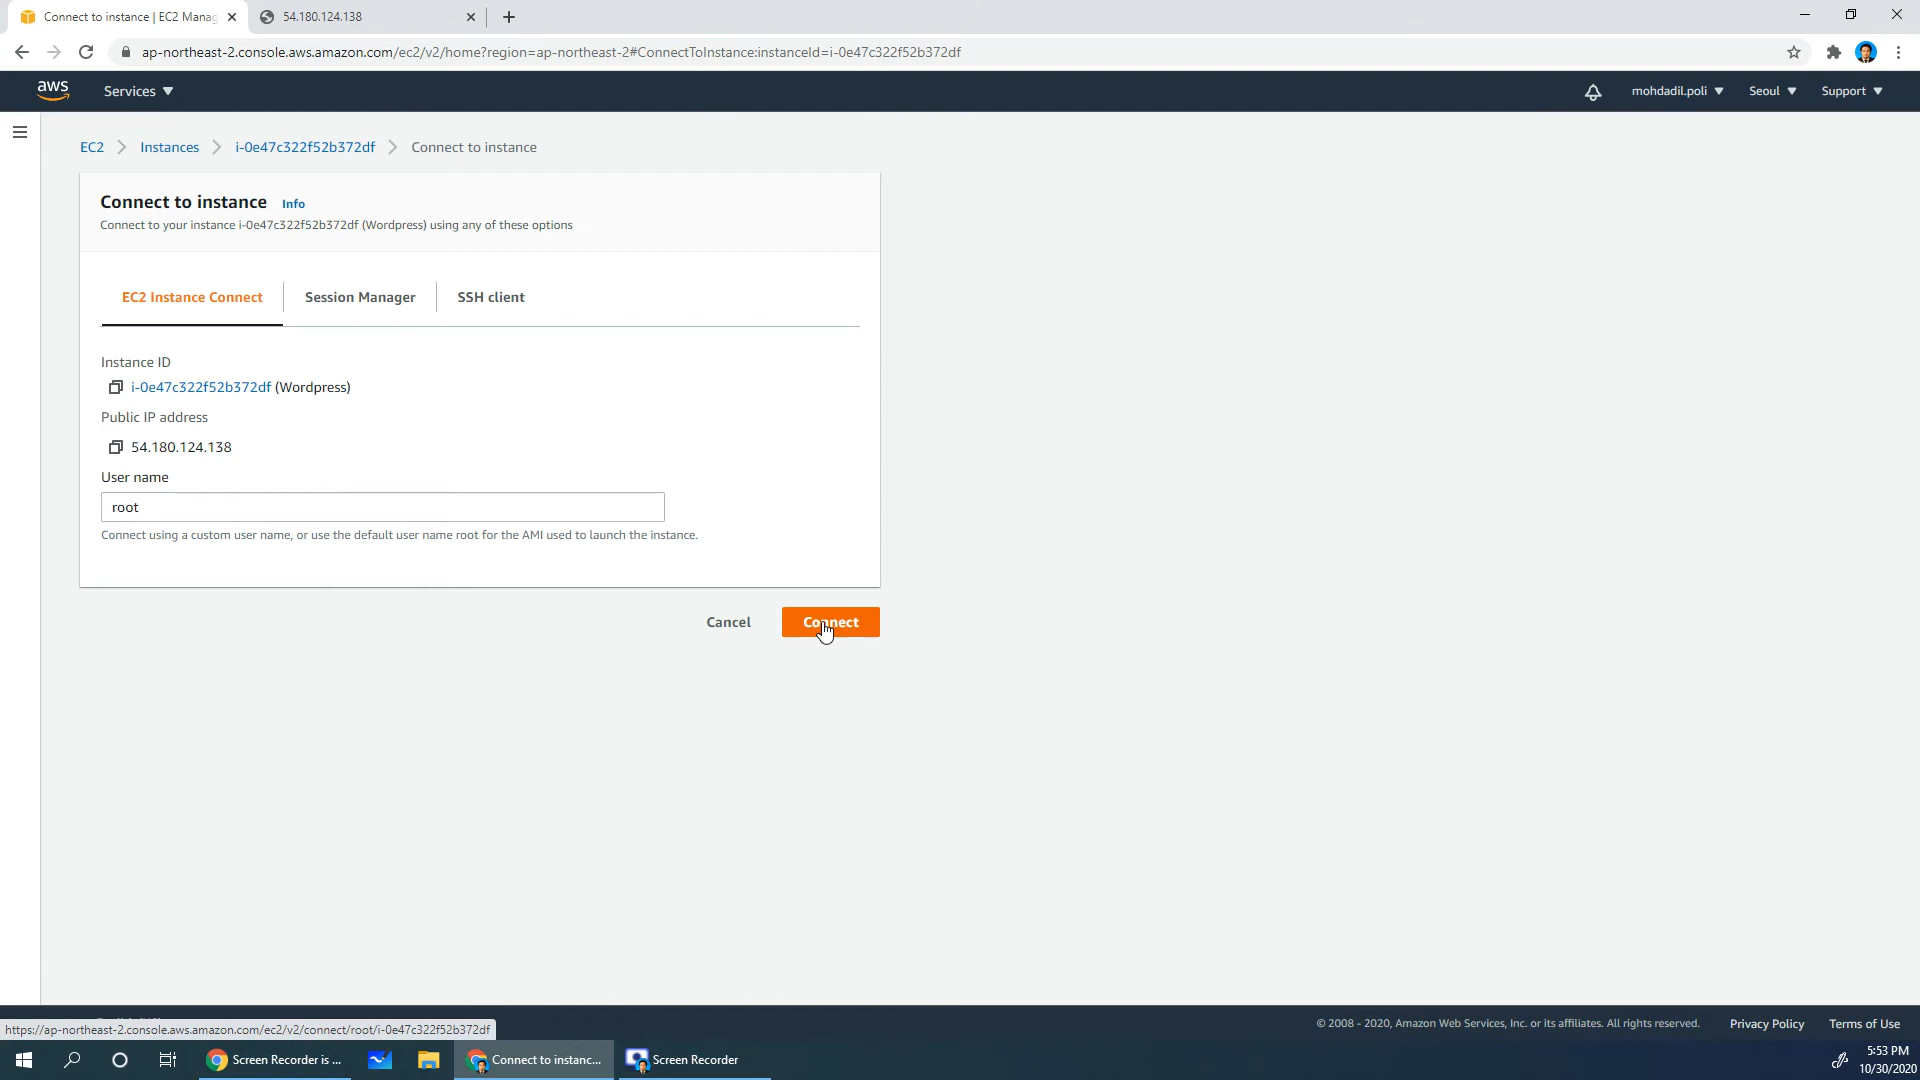 Connect to instance | EC2 Manag
54.180.124.138
ap-northeast-2.console.aws.amazon.com/ec2/v2/home?region=ap-northeast-2#ConnectToInstance:instanceId=i-0e47c322f52b372df
aws
Services
mohdadil.poli
Seoul
Support
EC2
Instances
i-0e47c322f52b372df
Connect to instance
Connect to instance Info
Connect to your instance i-0e47c322f52b372df (Wordpress) using any of these options
EC2 Instance Connect
Session Manager
SSH client
Instance ID
i-0e47c322f52b372df (Wordpress)
Public IP address
54.180.124.138
User name
root
Connect using a custom user name, or use the default user name root for the AMI used to launch the instance.
Cancel
Connect
© 2008 - 2020, Amazon Web Services, Inc. or its affiliates. All rights reserved.
Privacy Policy
Terms of Use
https://ap-northeast-2.console.aws.amazon.com/ec2/v2/connect/root/i-0e47c322f52b372df
Screen Recorder is ...
Connect to instanc...
Screen Recorder
5:53 PM
10/30/2020